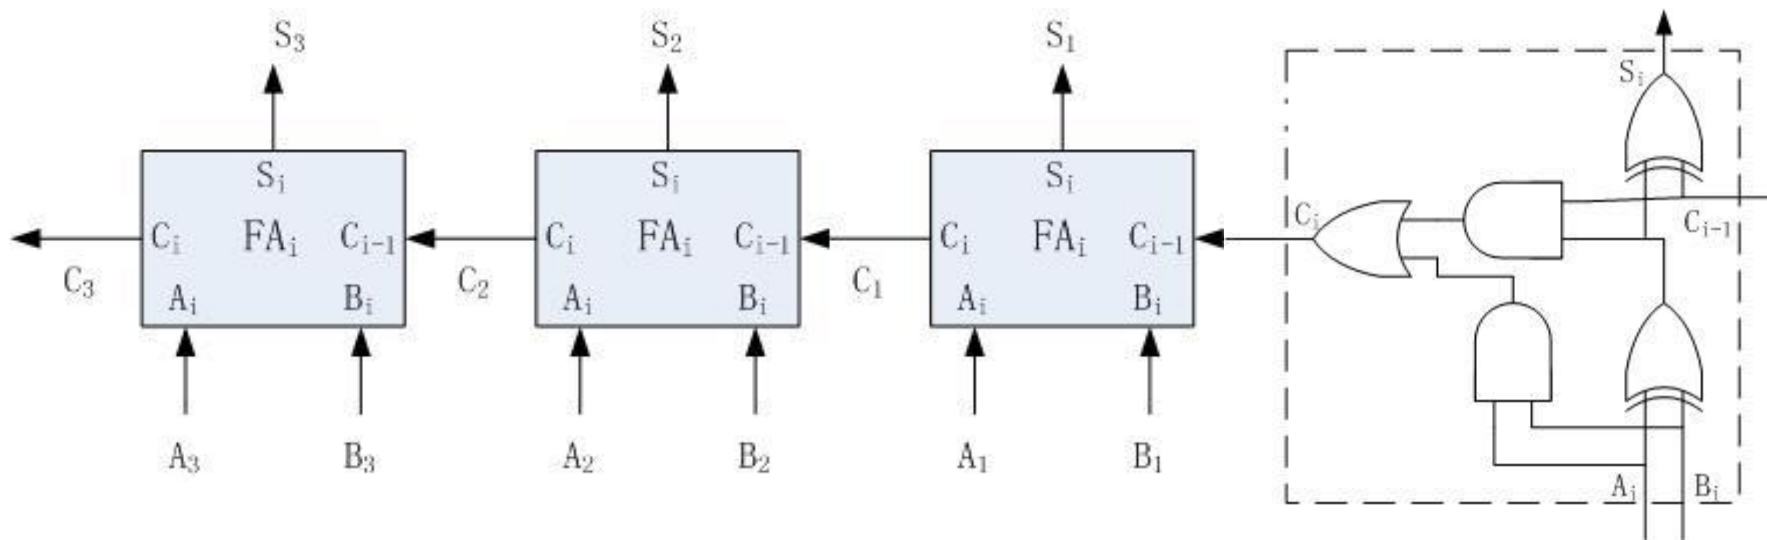 S₃ S₂ S₁
Sᵢ
Sᵢ Sᵢ Sᵢ
Cᵢ FAᵢ Cᵢ₋₁ Cᵢ FAᵢ Cᵢ₋₁ Cᵢ FAᵢ Cᵢ₋₁ Cᵢ Cᵢ₋₁
C₃ C₂ C₁
Aᵢ Bᵢ Aᵢ Bᵢ Aᵢ Bᵢ
A₃ B₃ A₂ B₂ A₁ B₁
Aᵢ Bᵢ